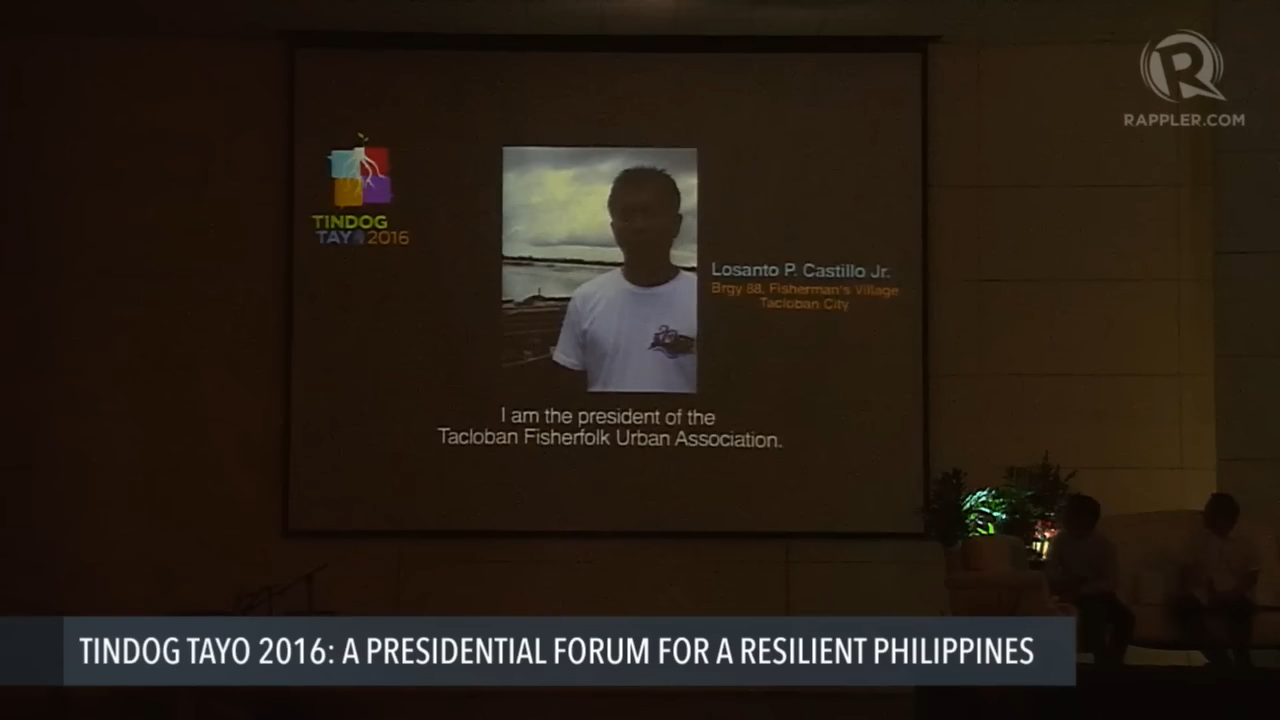 RAPPLER.COM
TINDOG
TAYO 2016
Losanto P. Castillo Jr.
Brgy 88, Fisherman's Village
Tacloban City
I am the president of the
Tacloban Fisherfolk Urban Association.
TINDOG TAYO 2016: A PRESIDENTIAL FORUM FOR A RESILIENT PHILIPPINES